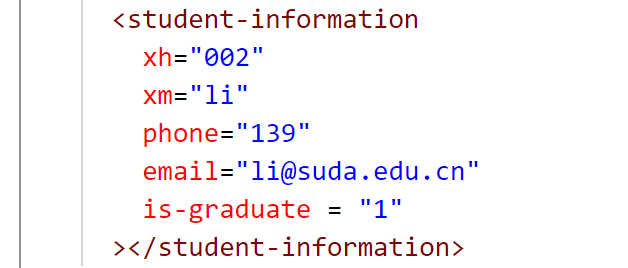 <student-information
xh="002"
xm="li"
phone="139"
email="li@suda.edu.cn"
is-graduate = "1"
></student-information>